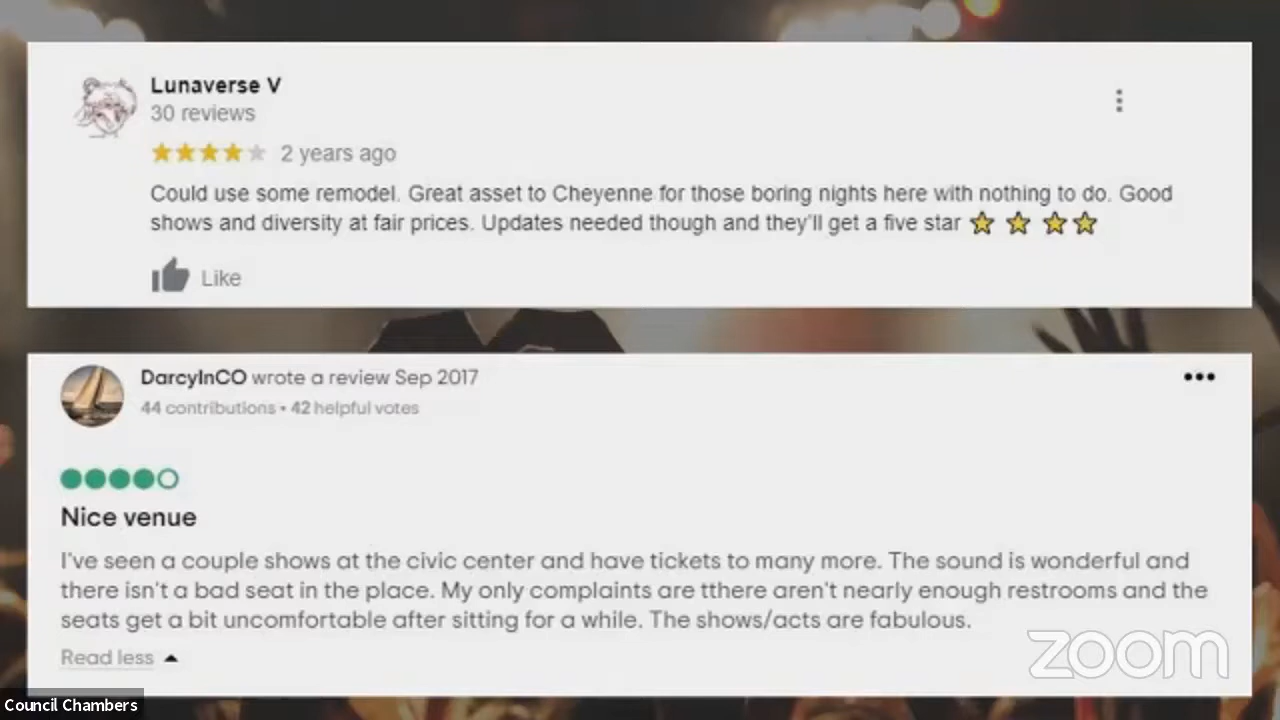 Lunaverse V
30 reviews
2 years ago
Could use some remodel. Great asset to Cheyenne for those boring nights here with nothing to do. Good
shows and diversity at fair prices. Updates needed though and they'll get a five star
Like
DarcyInCO wrote a review Sep 2017
44 contributions • 42 helpful votes
Nice venue
I've seen a couple shows at the civic center and have tickets to many more. The sound is wonderful and
there isn't a bad seat in the place. My only complaints are tthere aren't nearly enough restrooms and the
seats get a bit uncomfortable after sitting for a while. The shows/acts are fabulous.
Read less
zoom
Council Chambers